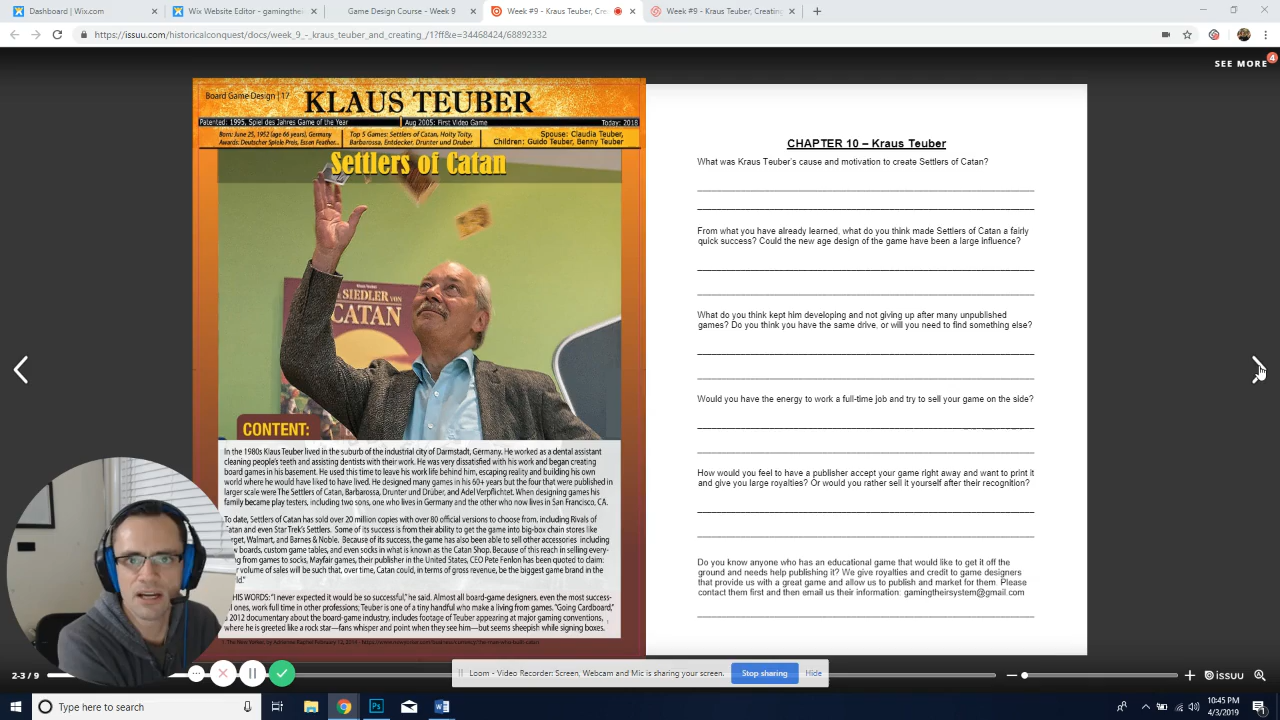 Dashboard | Wix.com
Wix Website Editor - gamingthei
Game Design Course - Week 9
Week #9 - Kraus Teuber, Cre
Week #9 - Kraus Teuber, Creating
https://issuu.com/historicalconquest/docs/week_9_-_kraus_teuber_and_creating_/1?ff&e=34468424/68892332
SEE MORE 4
Board Game Design | 17
KLAUS TEUBER
Patented: 1995, Spiel des Jahres Game of the Year
Aug 2005: First Video Game
Today: 2018
Born: June 25, 1952 (age 66 years), Germany
Awards: Deutscher Spiele Preis, Essen Feather...
Top 5 Games: Settlers of Catan, Hoity Toity,
Barbarossa, Entdecker, Drunter und Druber
Spouse: Claudia Teuber,
Children: Guido Teuber, Benny Teuber
Settlers of Catan
SIEDLER VON
CATAN
CONTENT:
In the 1980s Klaus Teuber lived in the suburb of the industrial city of Darmstadt, Germany. He worked as a dental assistant
cleaning people's teeth and assisting dentists with their work. He was very dissatisfied with his work and began creating
board games in his basement. He used this time to leave his work life behind him, escaping reality and building his own
world where he would have liked to have lived. He designed many games in his 60+ years but the four that were published in
larger scale were The Settlers of Catan, Barbarossa, Drunter und Druber, and Adel Verpflichtet. When designing games his
family became play testers, including two sons, one who lives in Germany and the other who now lives in San Francisco, CA.
To date, Settlers of Catan has sold over 20 million copies with over 80 official versions to choose from, including Rivals of
Catan and even Star Trek's Settlers. Some of its success is from their ability to get the game into big-box chain stores like
rget, Walmart, and Barnes & Noble. Because of its success, the game has also been able to sell other accessories including
w boards, custom game tables, and even socks in what is known as the Catan Shop. Because of this reach in selling every-
ng from games to socks, Mayfair games, their publisher in the United States, CEO Pete Fenlon has been quoted to claim:
r volume of sales will be such that, over time, Catan could, in terms of gross revenue, be the biggest game brand in the
ld."
HIS WORDS: "I never expected it would be so successful," he said. Almost all board-game designers, even the most success-
l ones, work full time in other professions; Teuber is one of a tiny handful who make a living from games. "Going Cardboard,"
2012 documentary about the board-game industry, includes footage of Teuber appearing at major gaming conventions,
where he is greeted like a rock star—fans whisper and point when they see him—but seems sheepish while signing boxes.
CHAPTER 10 – Kraus Teuber
What was Kraus Teuber's cause and motivation to create Settlers of Catan?
From what you have already learned, what do you think made Settlers of Catan a fairly
quick success? Could the new age design of the game have been a large influence?
What do you think kept him developing and not giving up after many unpublished
games? Do you think you have the same drive, or will you need to find something else?
Would you have the energy to work a full-time job and try to sell your game on the side?
How would you feel to have a publisher accept your game right away and want to print it
and give you large royalties? Or would you rather sell it yourself after their recognition?
Do you know anyone who has an educational game that would like to get it off the
ground and needs help publishing it? We give royalties and credit to game designers
that provide us with a great game and allow us to publish and market for them. Please
contact them first and then email us their information: gamingtheirsystem@gmail.com
2-3 / 9
Loom - Video Recorder: Screen, Webcam and Mic is sharing your screen.
Stop sharing
Hide
issuu
Type here to search
10:45 PM
4/3/2019